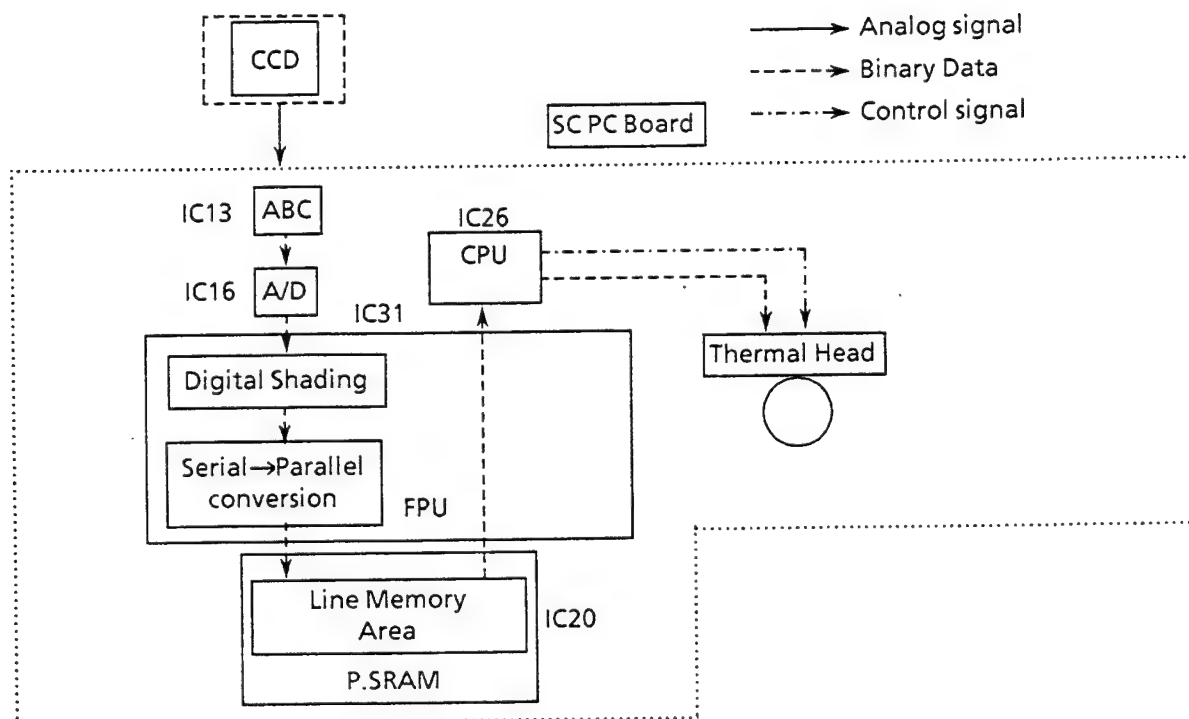 CCD
Analog signal
Binary Data
Control signal
SC PC Board
IC13
ABC
IC26
CPU
IC16
A/D
IC31
Thermal Head
Digital Shading
Serial→Parallel
conversion
FPU
Line Memory
Area
IC20
P.SRAM